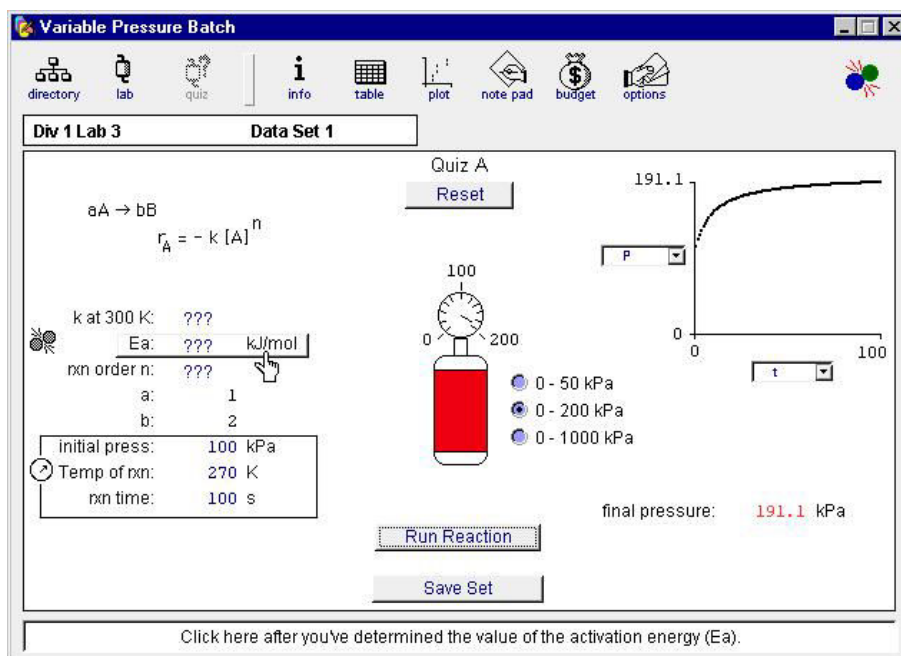 Variable Pressure Batch
directory lab quiz info table plot note pad budget options
Div 1 Lab 3 Data Set 1
Quiz A
Reset
aA → bB
r_A = - k [A]^n
k at 300 K: ???
Ea: ??? kJ/mol
rxn order n: ???
a: 1
b: 2
initial press: 100 kPa
Temp of rxn: 270 K
rxn time: 100 s
100
0 200
0 - 50 kPa
0 - 200 kPa
0 - 1000 kPa
191.1
P
0
0 100
t
final pressure: 191.1 kPa
Run Reaction
Save Set
Click here after you've determined the value of the activation energy (Ea).